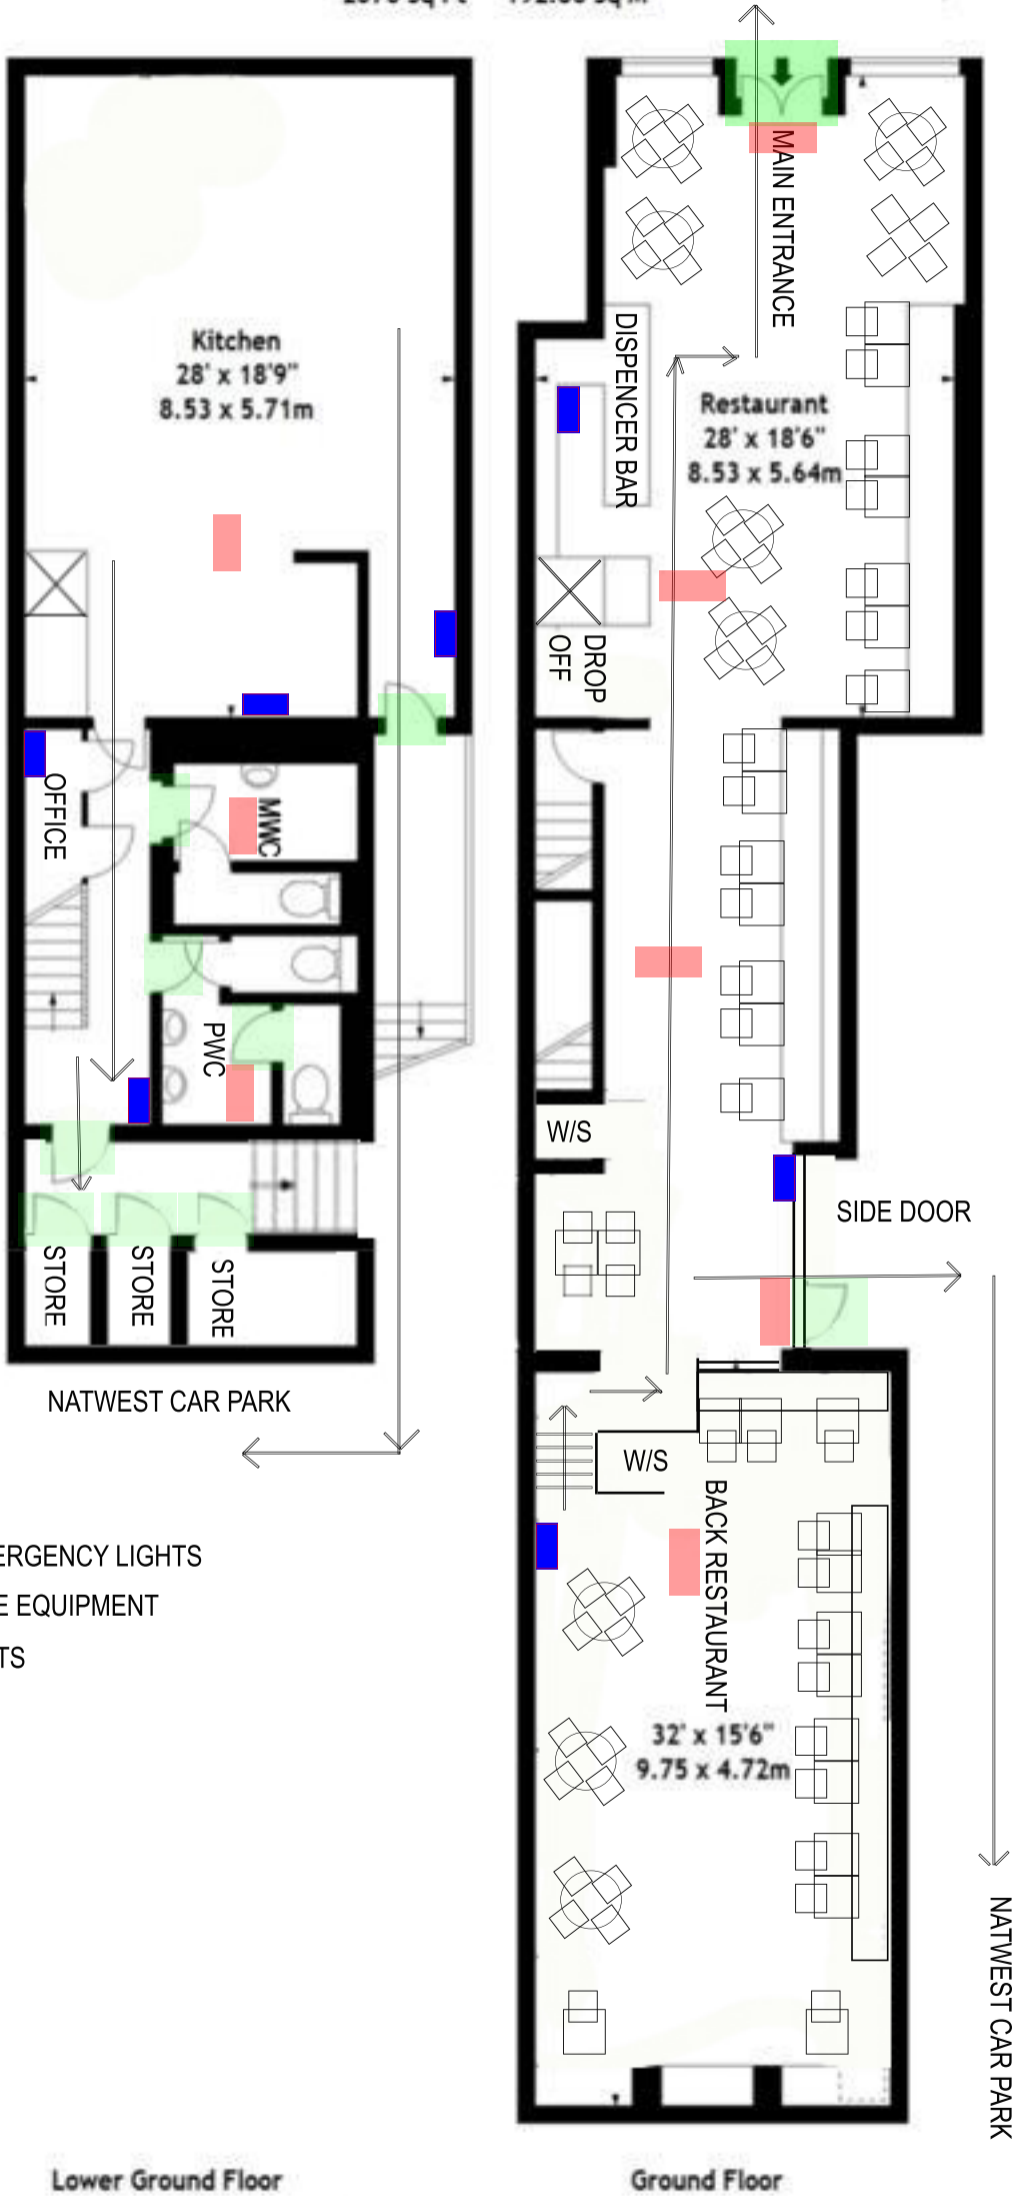 MAIN ENTRANCE
Kitchen
28' x 18'9"
8.53 x 5.71m
DISPENCER BAR
Restaurant
28' x 18'6"
8.53 x 5.64m
DROP
OFF
OFFICE
MWC
PWC
W/S
SIDE DOOR
STORE
STORE
STORE
NATWEST CAR PARK
W/S
BACK RESTAURANT
ERGENCY LIGHTS
E EQUIPMENT
TS
32' x 15'6"
9.75 x 4.72m
NATWEST CAR PARK
Lower Ground Floor
Ground Floor